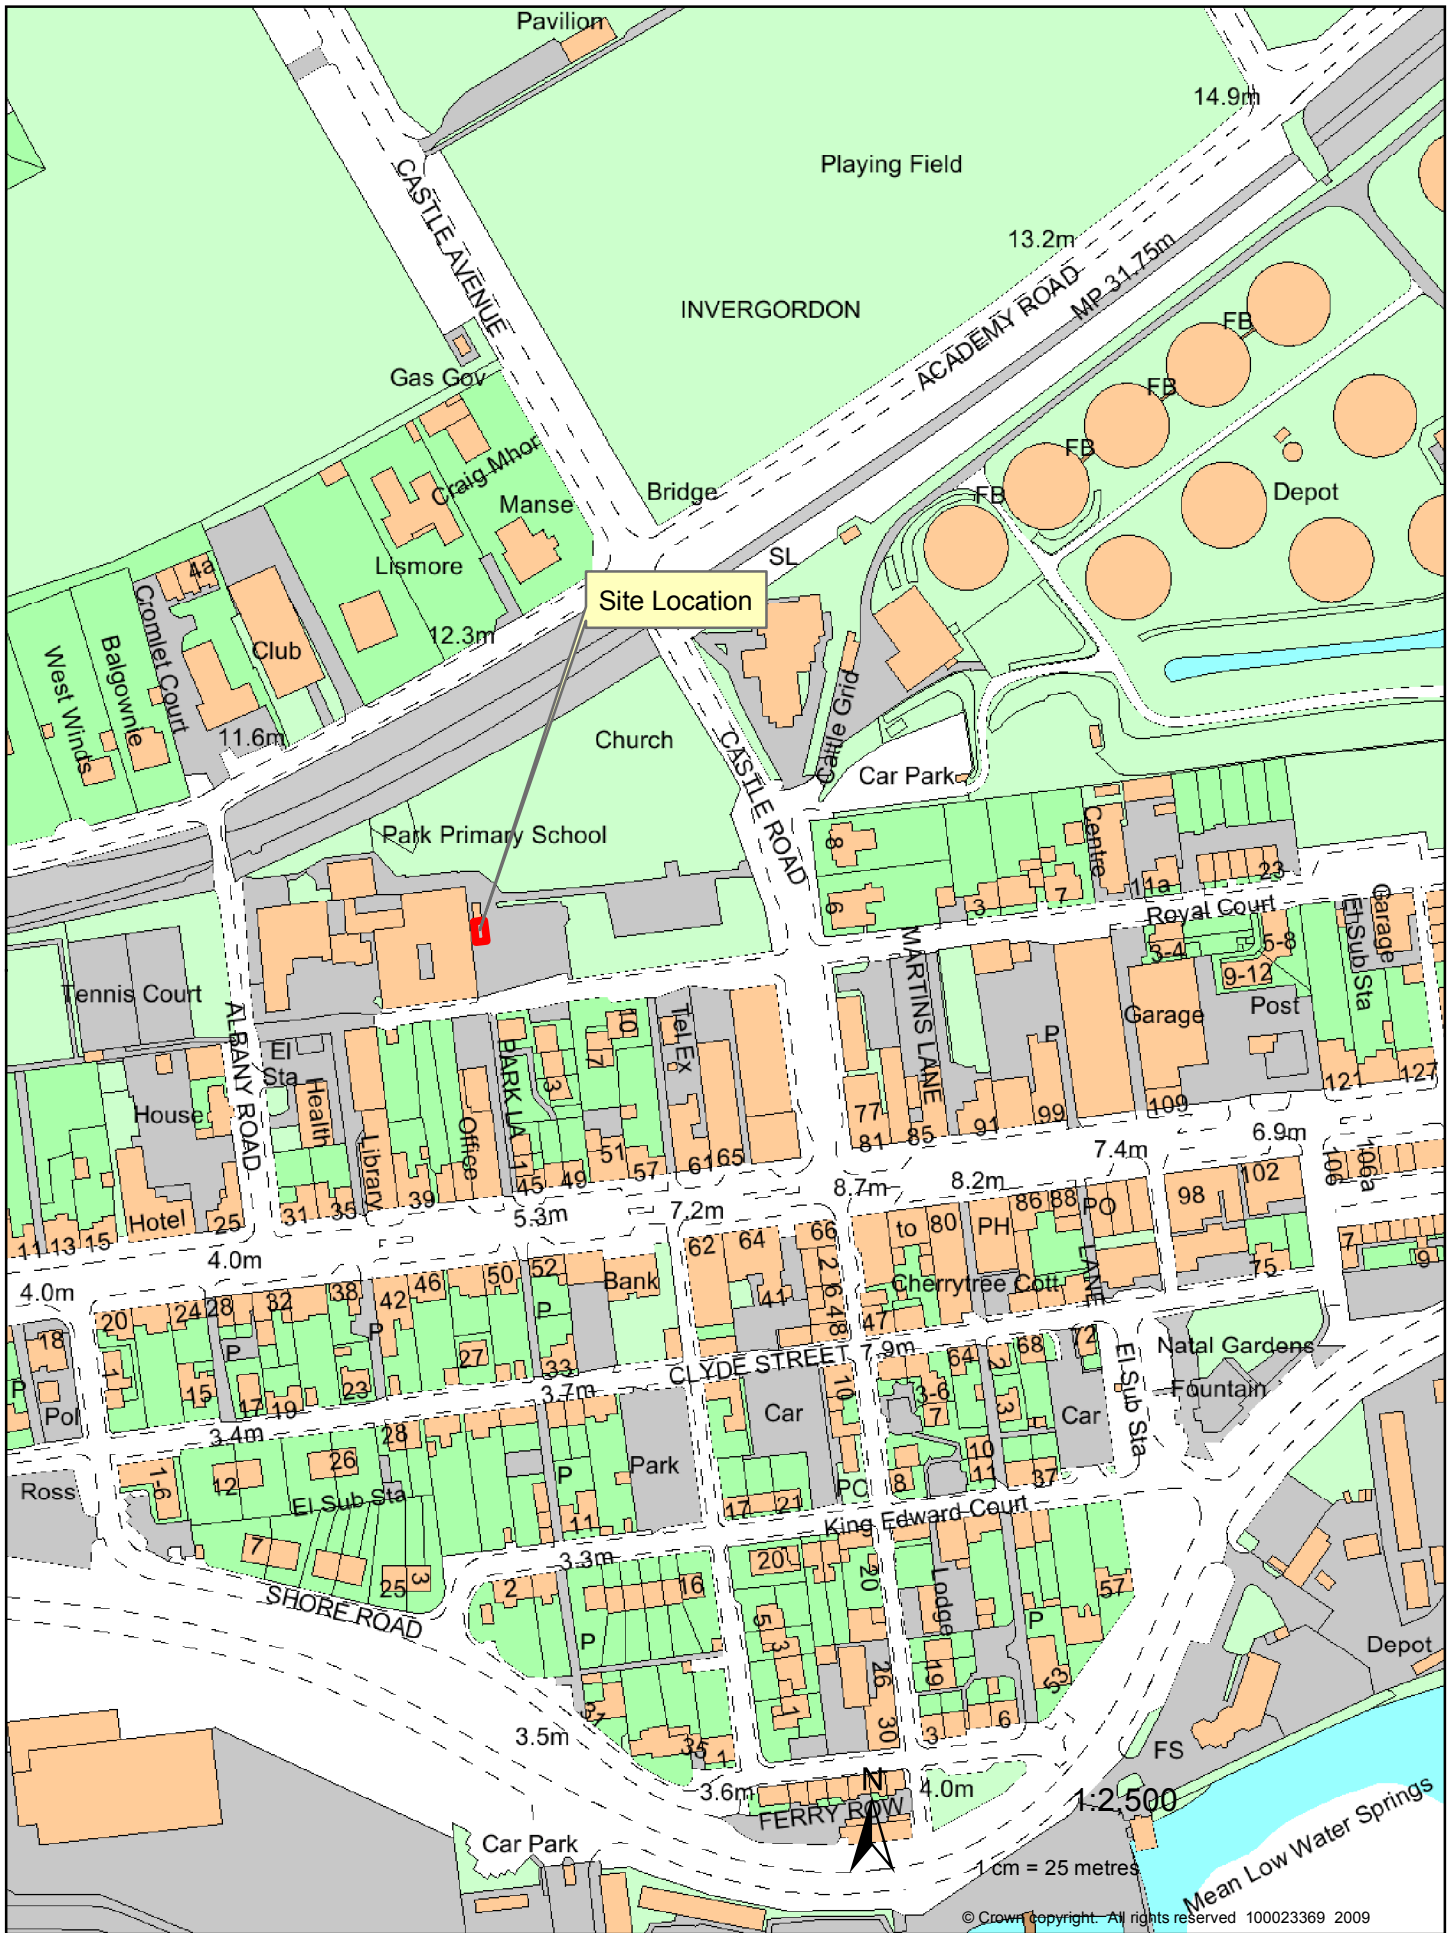 Pavilion
14.9m
Playing Field
CASTLE AVENUE
13.2m
MP 31.75m
ACADEMY ROAD
INVERGORDON
FB
Gas Gov
FB
Craig Mhor
FB
Manse
Bridge
FB
Depot
Lismore
SL
4a
Site Location
Cromlet Court
12.3m
Club
Balgownie
West Winds
11.6m
Church
Cattle Grid
CASTLE ROAD
Car Park
Park Primary School
8
Centre
23
11a
7
6
3
Royal Court
Garage
El Sub Sta
5-8
3-4
9-12
MARTINS LANE
Tennis Court
Post
Garage
ALBANY ROAD
10
Tel Ex
P
El
Sta
PARK LA
7
3
House
Health
Library
Office
121
127
77
99
109
81
85
91
51
1
57
61
65
7.4m
6.9m
106
106a
39
45
49
8.7m
8.2m
102
98
Hotel
25
31
35
5.3m
7.2m
86
88
PO
11
13
15
66
to
80
PH
62
64
4.0m
7
9
75
4.0m
52
50
46
Bank
2
6
Cherrytree Cott
LANE
38
42
32
28
24
20
P
41
48
47
18
P
P
27
33
CLYDE STREET
7.9m
72
68
64
2
Natal Gardens
El Sub Sta
1
P
15
23
3.7m
10
3-6
7
3
Fountain
Pol
17
19
Car
Car
3.4m
28
26
Park
10
11
37
Ross
1-6
12
P
8
PC
El Sub Sta
17
21
11
King Edward Court
7
3.3m
25
3
20
20
2
16
Lodge
57
SHORE ROAD
5
P
P
3
Depot
26
19
53
31
1
3.5m
30
3
6
35
1
FS
3.6m
N
4.0m
1:2,500
FERRY ROW
Car Park
Mean Low Water Springs
1 cm = 25 metres
© Crown copyright. All rights reserved 100023369 2009